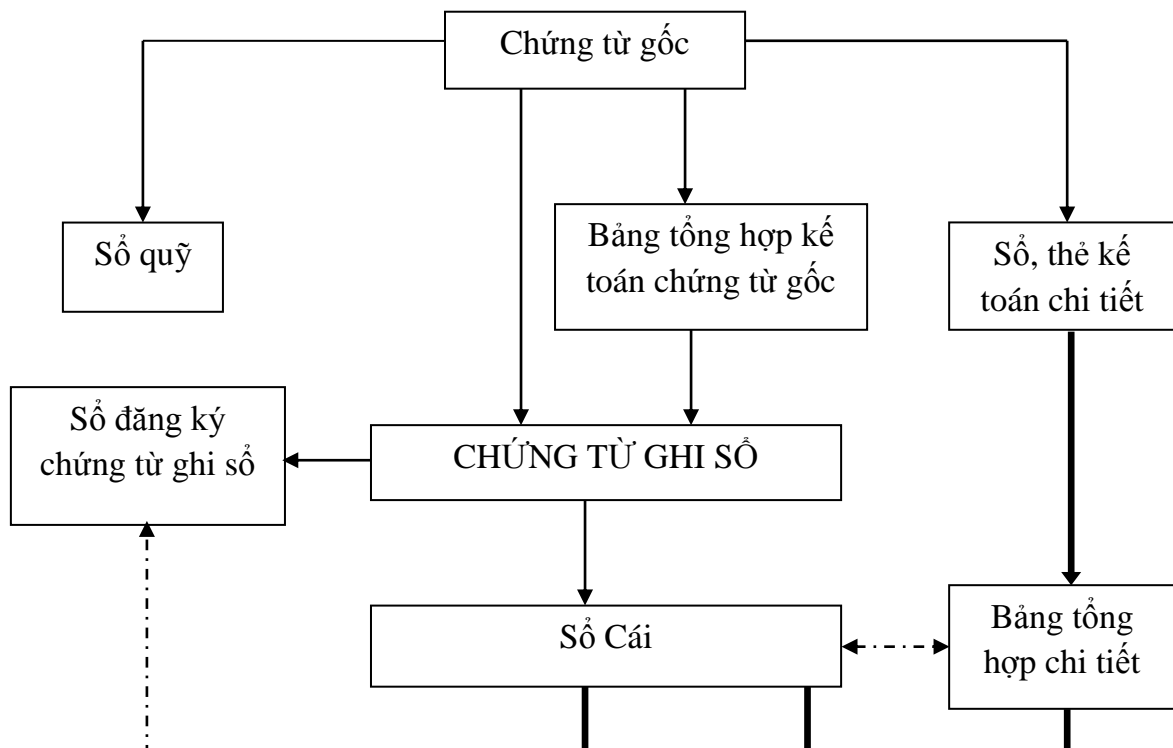 Chứng từ gốc
Sổ quỹ
Bảng tổng hợp kế
toán chứng từ gốc
Sổ, thẻ kế
toán chi tiết
Sổ đăng ký
chứng từ ghi sổ
CHỨNG TỪ GHI SỔ
Sổ Cái
Bảng tổng
hợp chi tiết